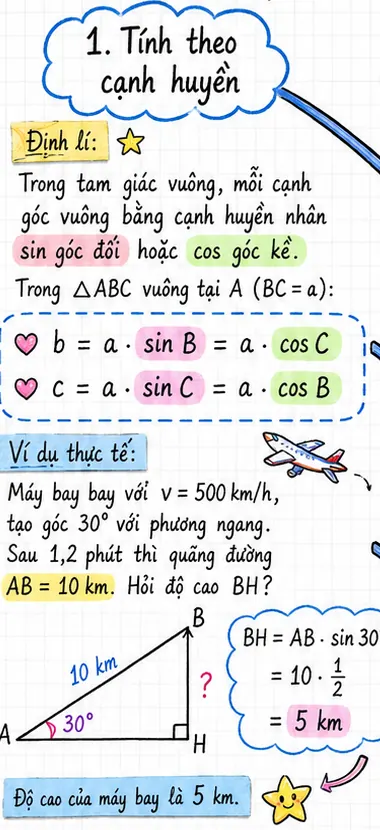 1. Tính theo
cạnh huyền
Định lí:
Trong tam giác vuông, mỗi cạnh
góc vuông bằng cạnh huyền nhân
sin góc đối hoặc cos góc kề.
Trong △ABC vuông tại A (BC = a):
b = a · sin B = a · cos C
c = a · sin C = a · cos B
Ví dụ thực tế:
Máy bay bay với v = 500 km/h,
tạo góc 30° với phương ngang.
Sau 1,2 phút thì quãng đường
AB = 10 km. Hỏi độ cao BH?
B
10 km
?
30°
A
H
BH = AB · sin 30
= 10 · 1/2
= 5 km
Độ cao của máy bay là 5 km.